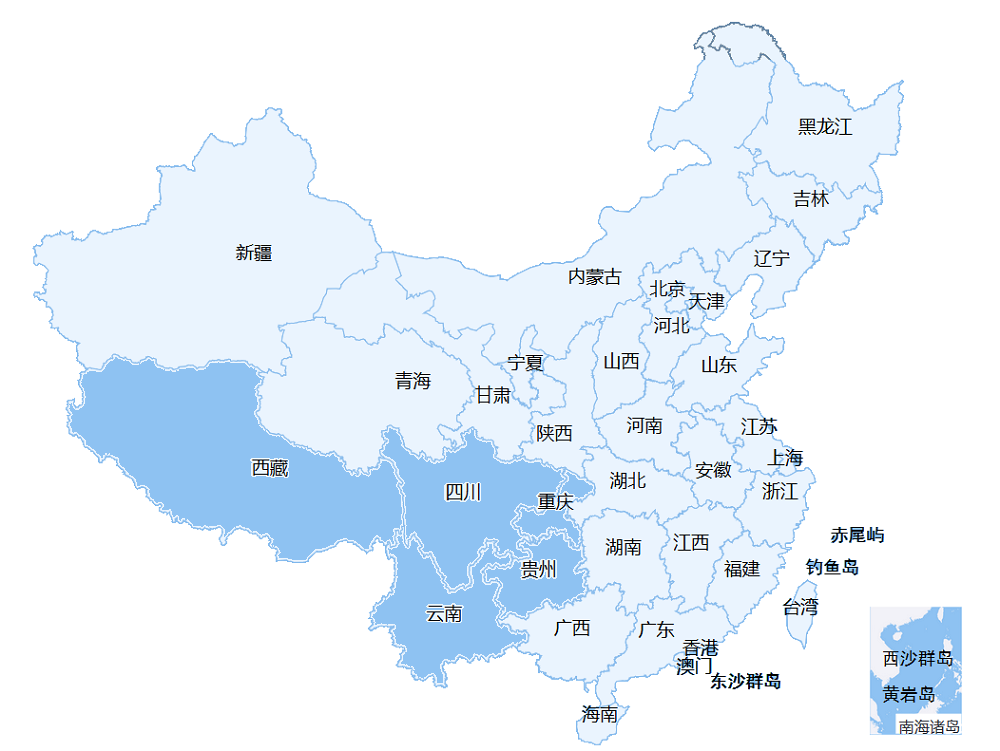 黑龙江
吉林
新疆
辽宁
内蒙古
北京
天津
河北
山西
宁夏
山东
青海
甘肃
河南
江苏
陕西
上海
西藏
安徽
湖北
四川
浙江
重庆
赤尾屿
江西
湖南
钓鱼岛
贵州
福建
台湾
云南
广西
广东
香港
西沙群岛
澳门
东沙群岛
黄岩岛
海南
南海诸岛